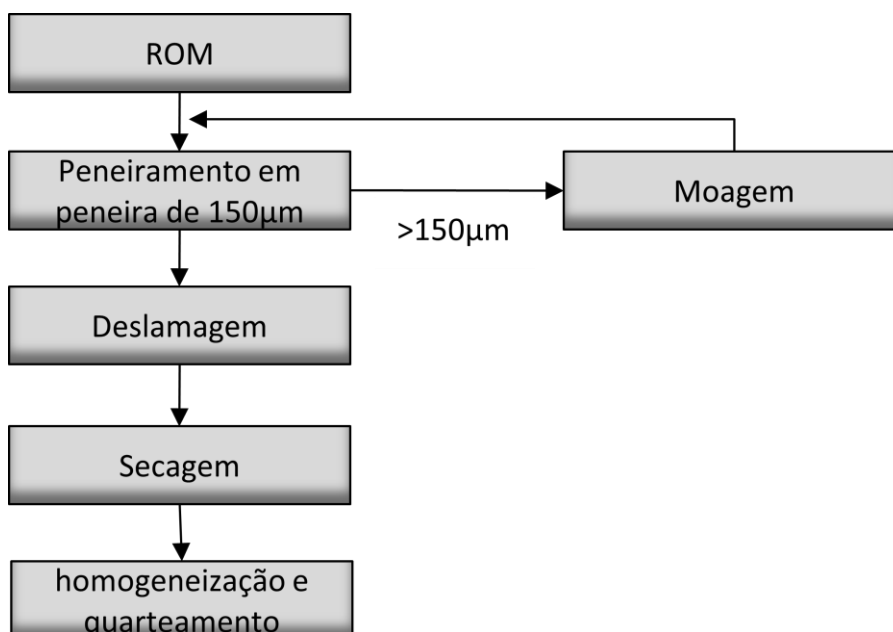 ROM
Peneiramento em
peneira de 150µm
Moagem
>150µm
Deslamagem
Secagem
homogeneização e
quarteamento